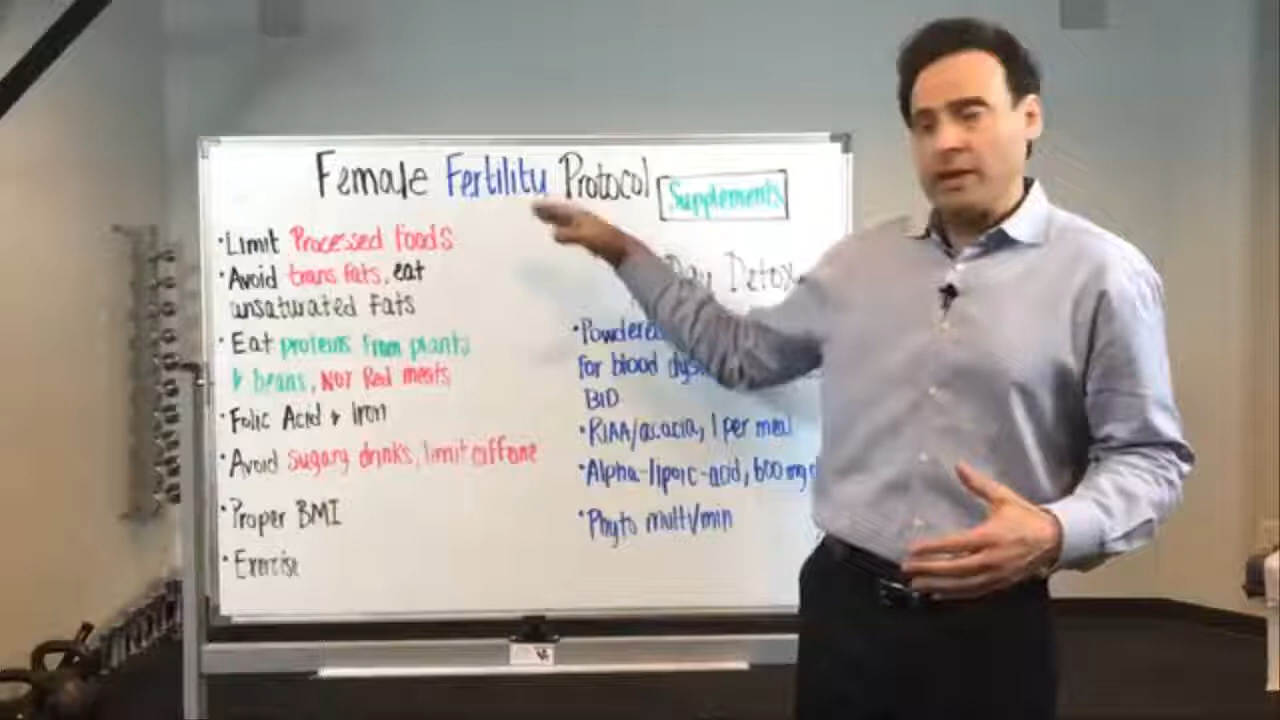 Female Fertility Protocol
Supplements
•Limit Processed foods
•Avoid trans fats, eat
unsaturated fats
•Eat proteins from plants
& beans, NOT Red meats
•Folic Acid & Iron
•Avoid sugary drinks, limit caffone
•Proper BMI
•Exercise
Day Detox
•Powdered
for blood
BID
•RIAA/acacia, 1 per meal
•Alpha-lipoic-acid, 600 mg
•Phyto multi/min